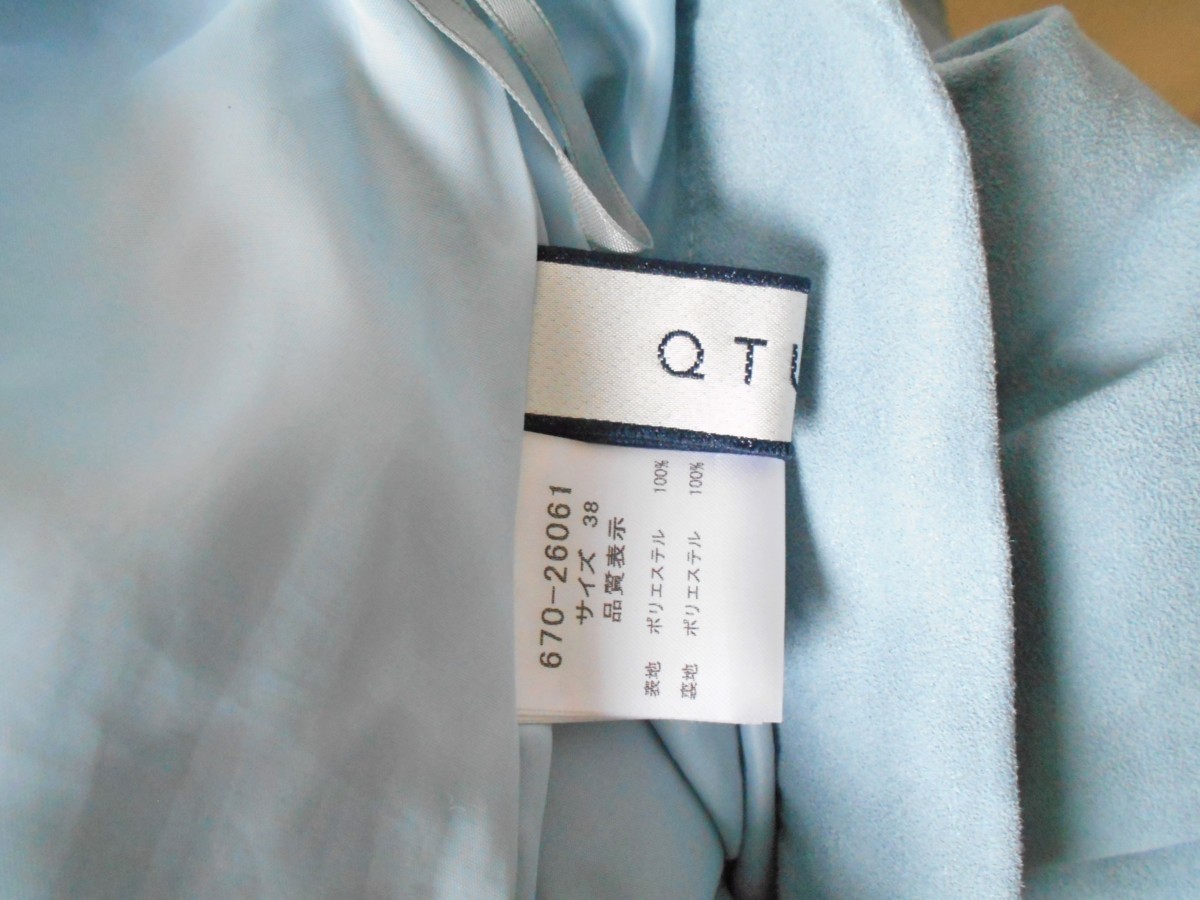 QTU
670-26061
サイズ 38
品質表示
表地 ポリエステル 100%
裏地 ポリエステル 100%